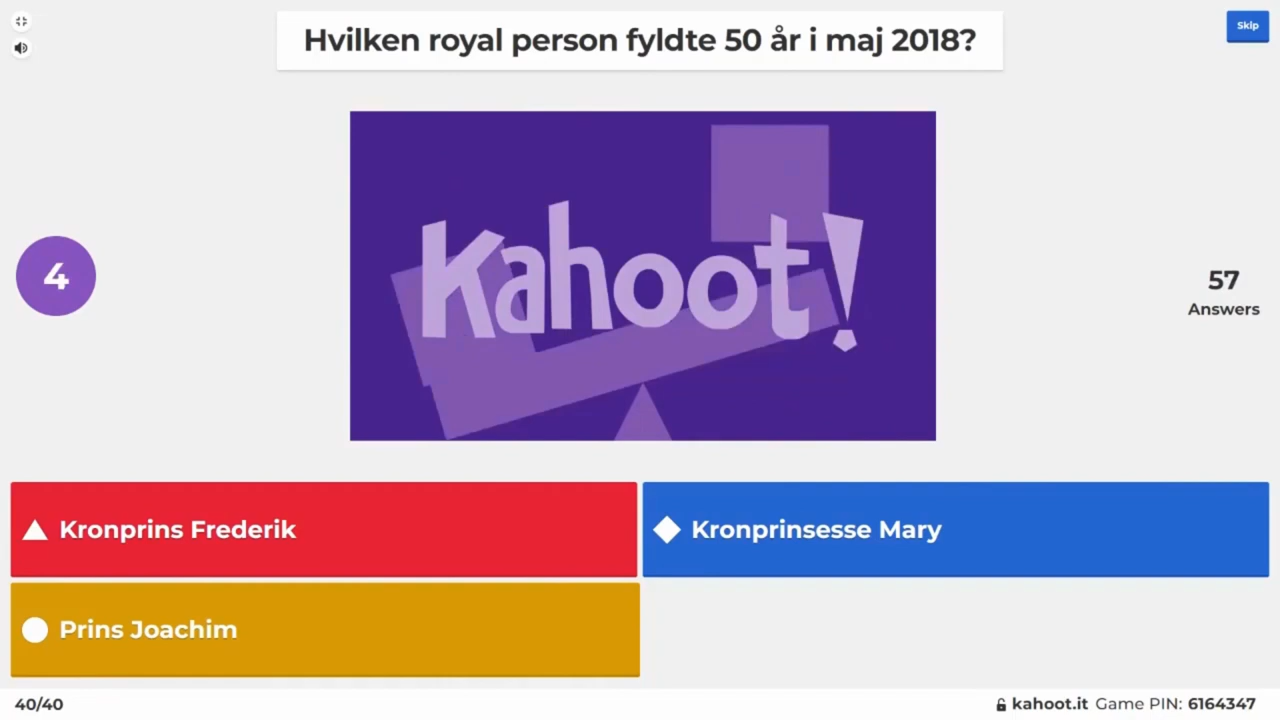 Hvilken royal person fyldte 50 år i maj 2018?
Skip
Kahoot!
4
57
Answers
Kronprins Frederik
Kronprinsesse Mary
Prins Joachim
40/40
kahoot.it Game PIN: 6164347